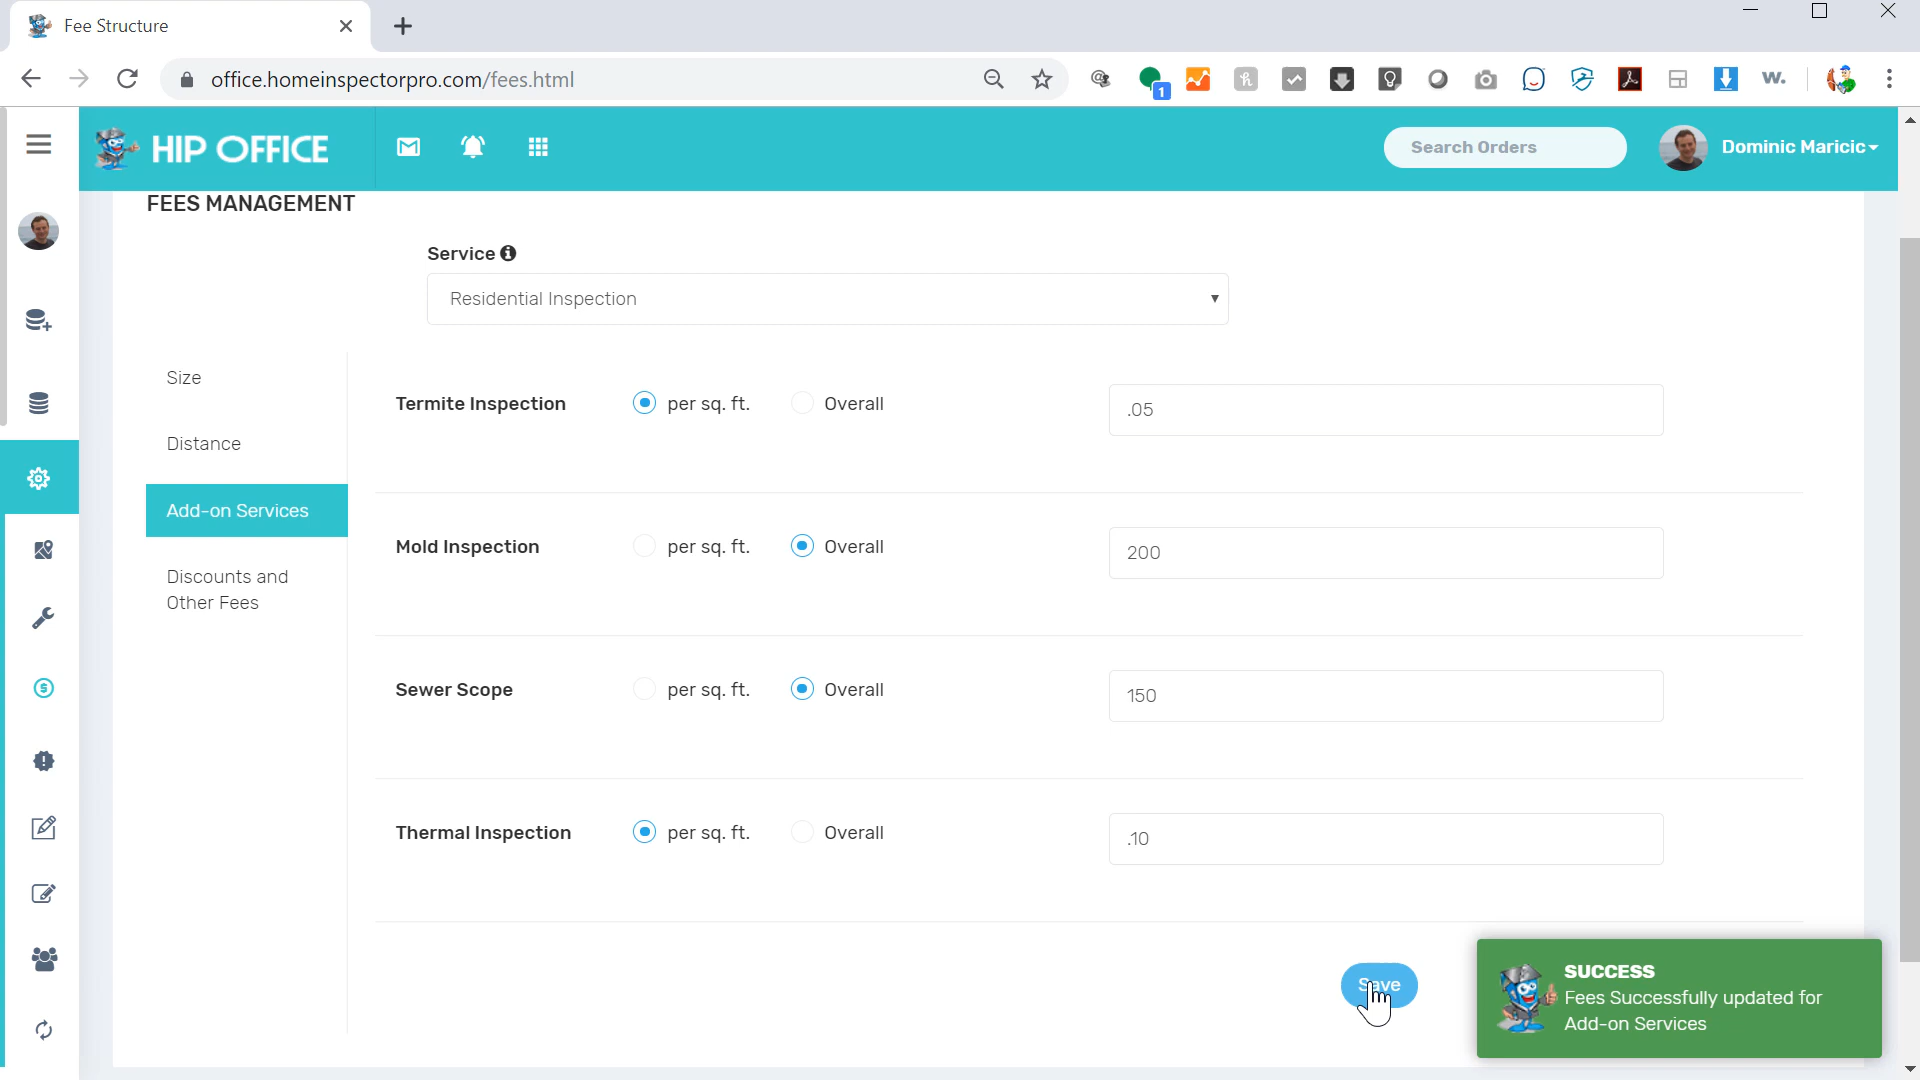 Fee Structure
office.homeinspectorpro.com/fees.html
1
w.
HIP OFFICE
Search Orders
Dominic Maricic
FEES MANAGEMENT
Service
Residential Inspection
Size
Distance
Add-on Services
Discounts and
Other Fees
Termite Inspection per sq. ft. Overall .05
Mold Inspection per sq. ft. Overall 200
Sewer Scope per sq. ft. Overall 150
Thermal Inspection per sq. ft. Overall .10
Save
SUCCESS
Fees Successfully updated for
Add-on Services